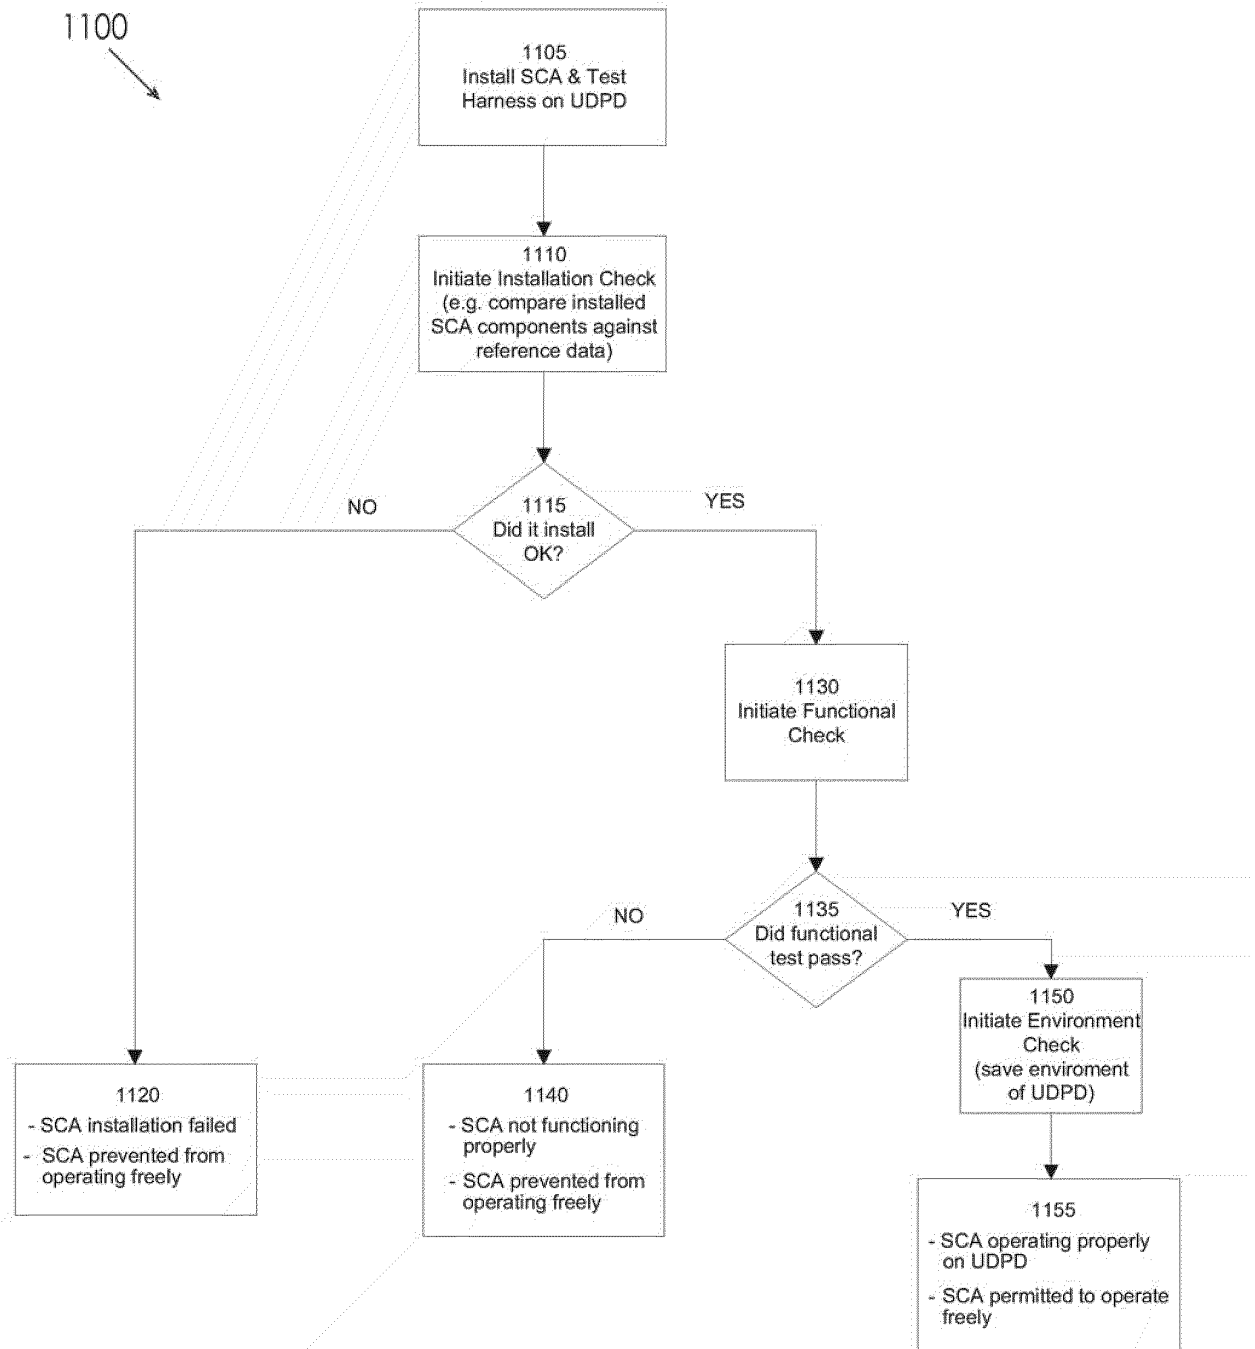 1100
1105
Install SCA & Test
Harness on UDPD
1110
Initiate Installation Check
(e.g. compare installed
SCA components against
reference data)
NO
YES
1115
Did it install
OK?
1130
Initiate Functional
Check
NO
YES
1135
Did functional
test pass?
1150
Initiate Environment
Check
(save enviroment
of UDPD)
1120
- SCA installation failed
- SCA prevented from
operating freely
1140
- SCA not functioning
properly
- SCA prevented from
operating freely
1155
- SCA operating properly
on UDPD
- SCA permitted to operate
freely